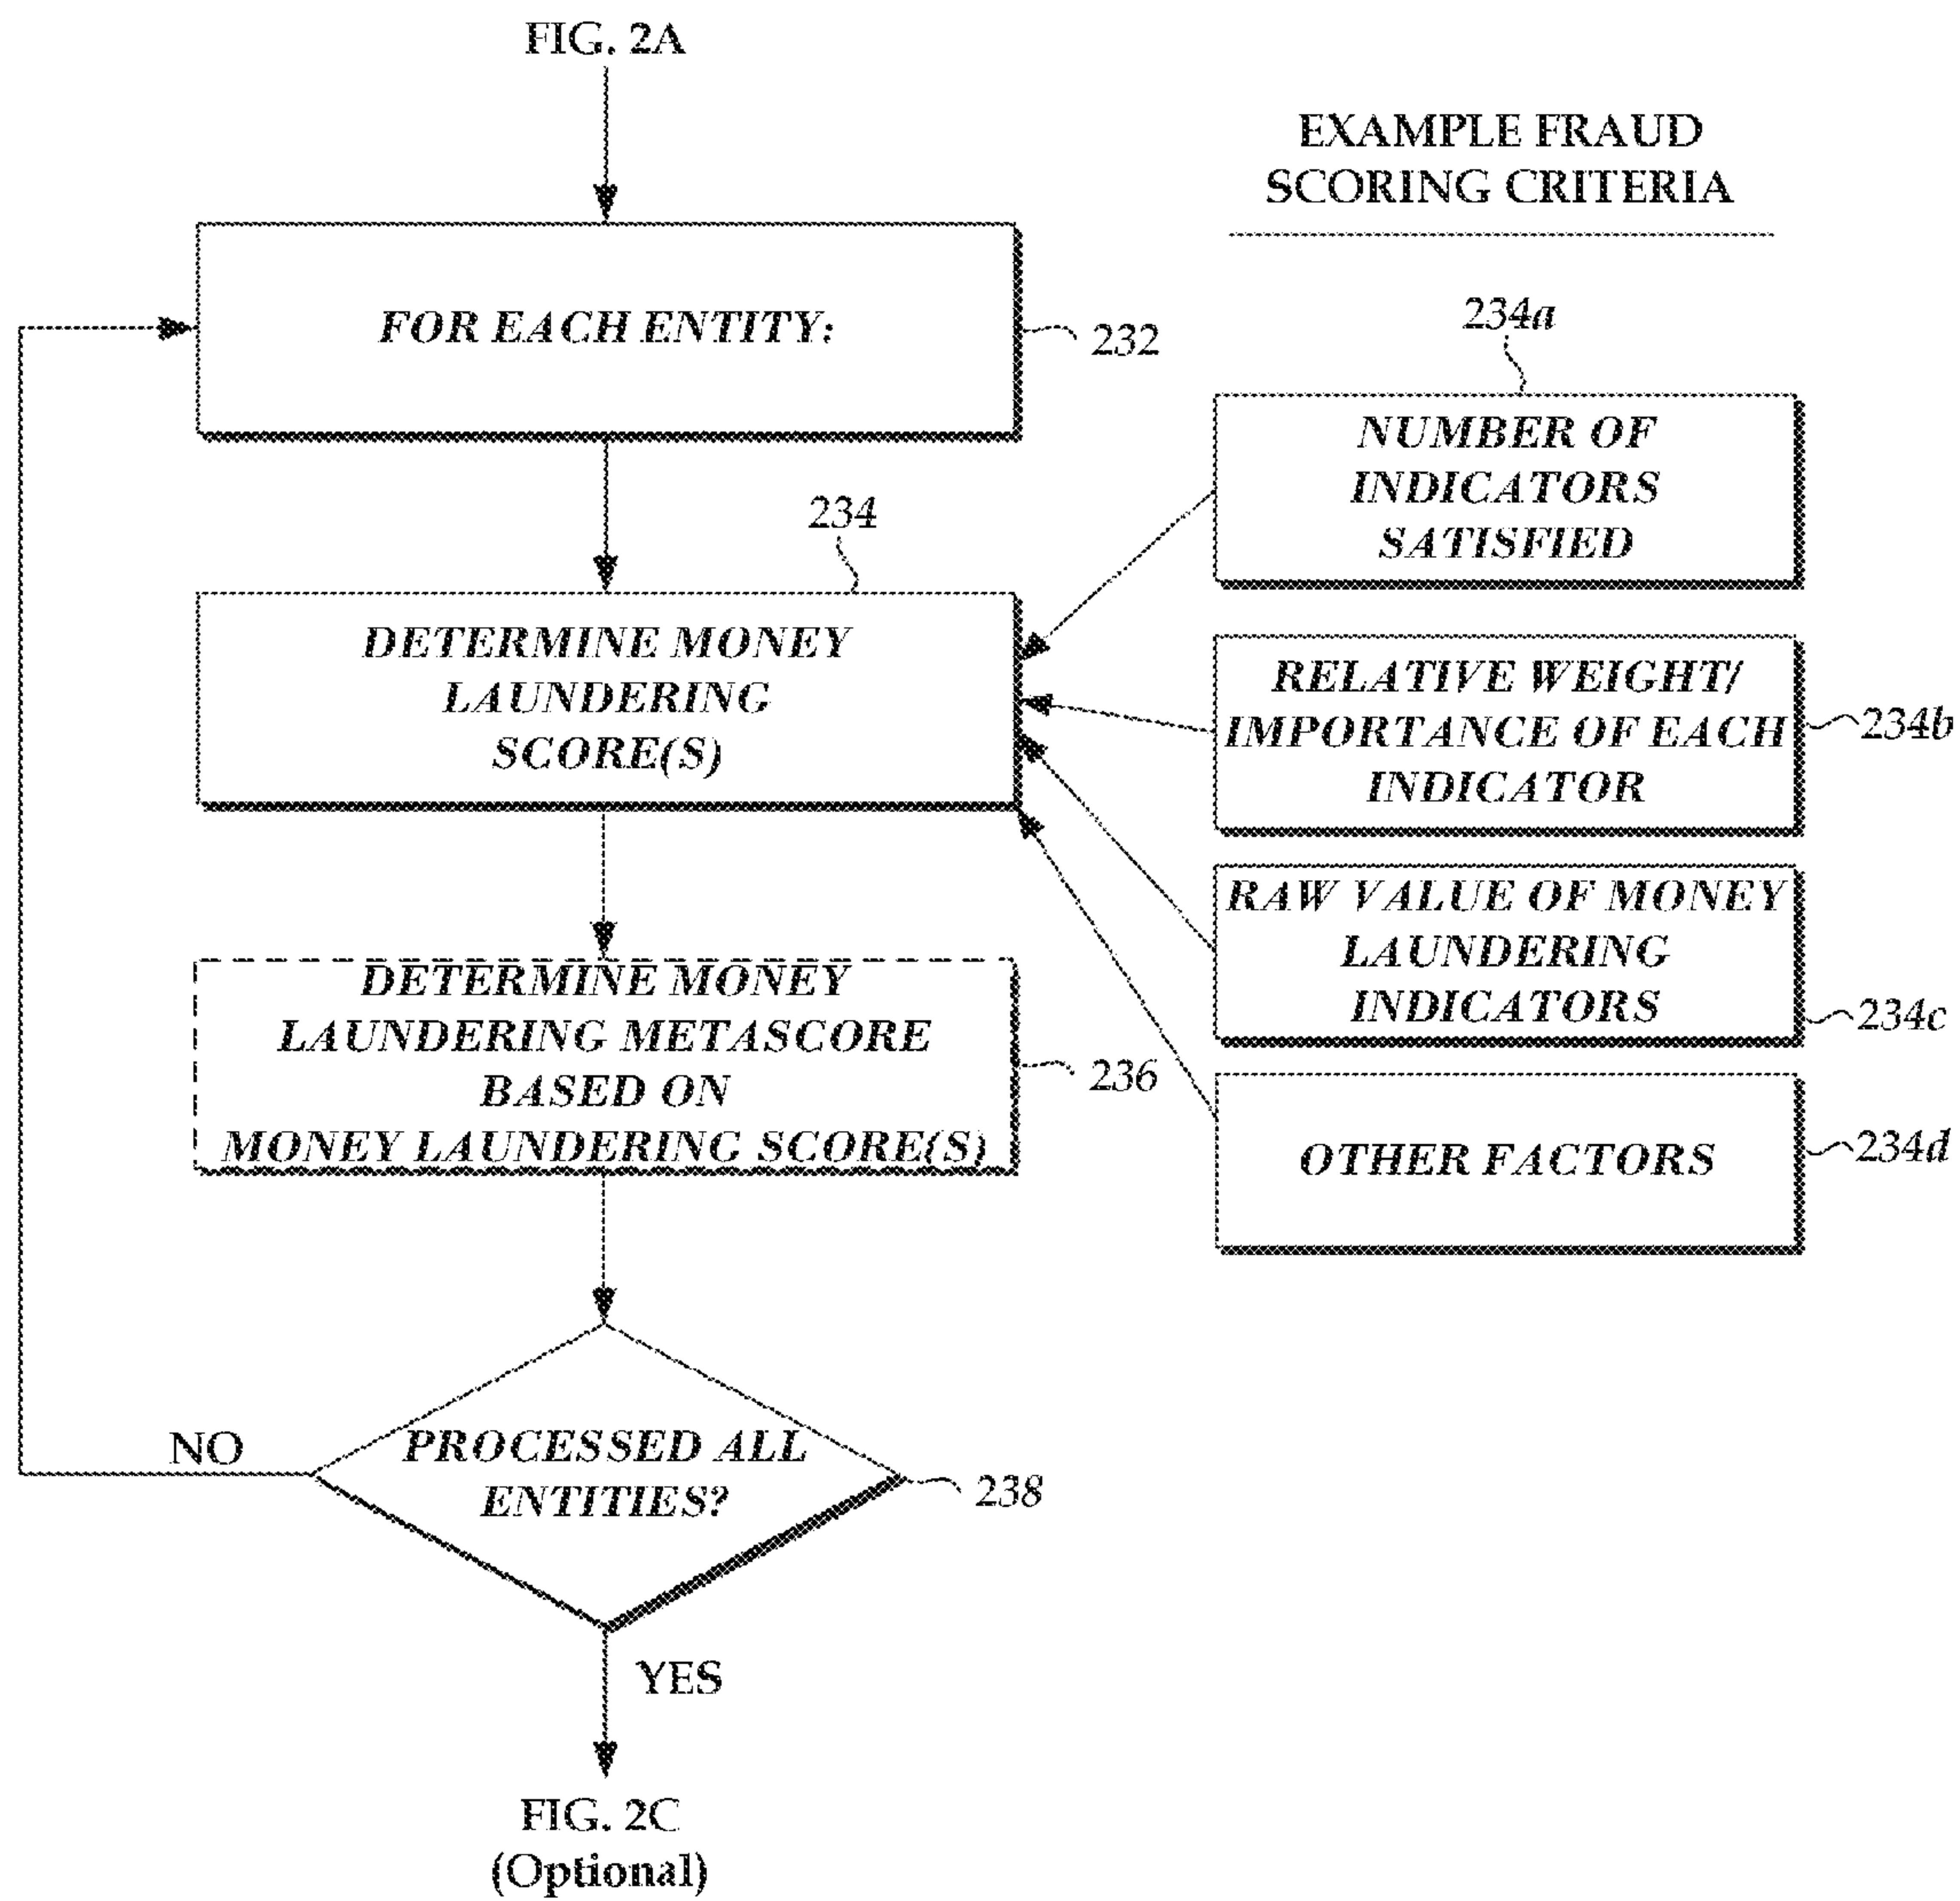 FIG. 2A
EXAMPLE FRAUD
SCORING CRITERIA
FOR EACH ENTITY:
232
234a
NUMBER OF
INDICATORS
SATISFIED
234
DETERMINE MONEY
LAUNDERING
SCORE(S)
RELATIVE WEIGHT/
IMPORTANCE OF EACH
INDICATOR
234b
RAW VALUE OF MONEY
LAUNDERING
INDICATORS
234c
DETERMINE MONEY
LAUNDERING METASCORE
BASED ON
MONEY LAUNDERING SCORE(S)
236
OTHER FACTORS
234d
NO
PROCESSED ALL
ENTITIES?
238
YES
FIG. 2C
(Optional)